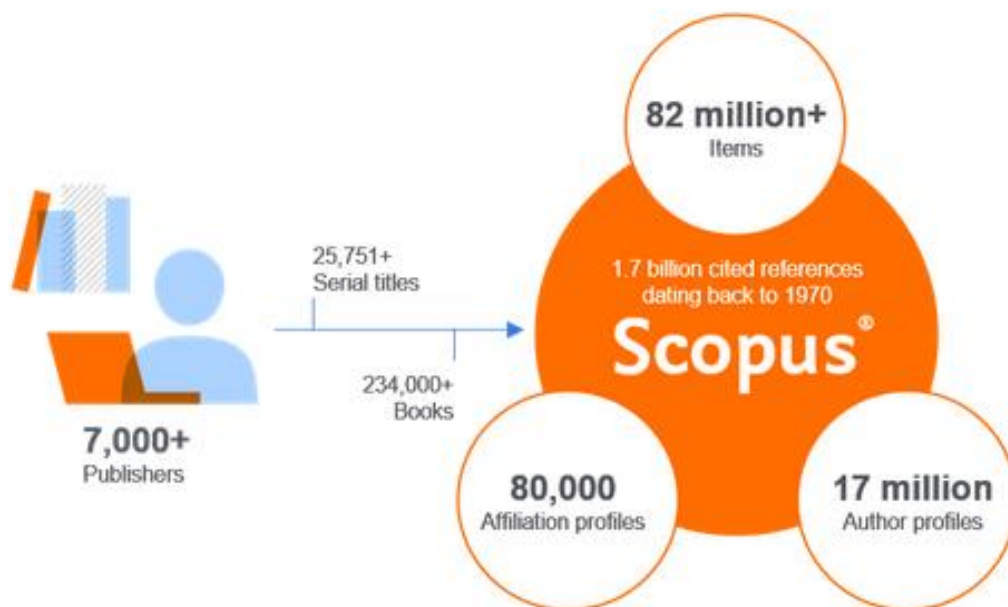 82 million+
Items
25,751+
Serial titles
1.7 billion cited references
dating back to 1970
Scopus®
234,000+
Books
7,000+
Publishers
80,000
Affiliation profiles
17 million
Author profiles